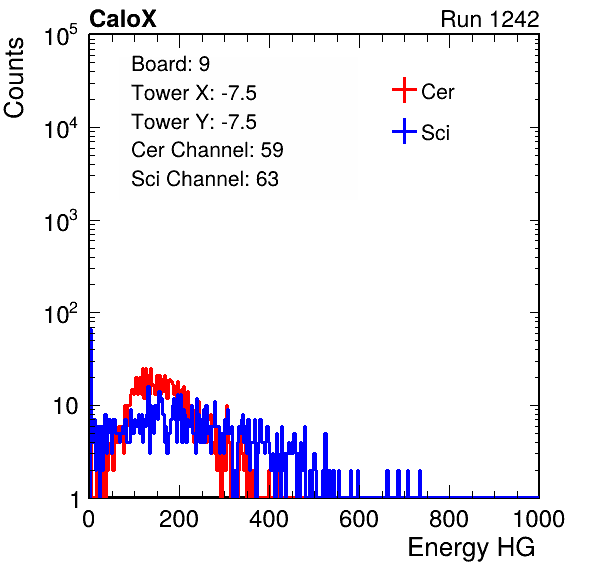 CaloX Run 1242
Counts
10^5
10^4
10^3
10^2
10
1
Board: 9
Tower X: -7.5
Tower Y: -7.5
Cer Channel: 59
Sci Channel: 63
Cer
Sci
0 200 400 600 800 1000
Energy HG